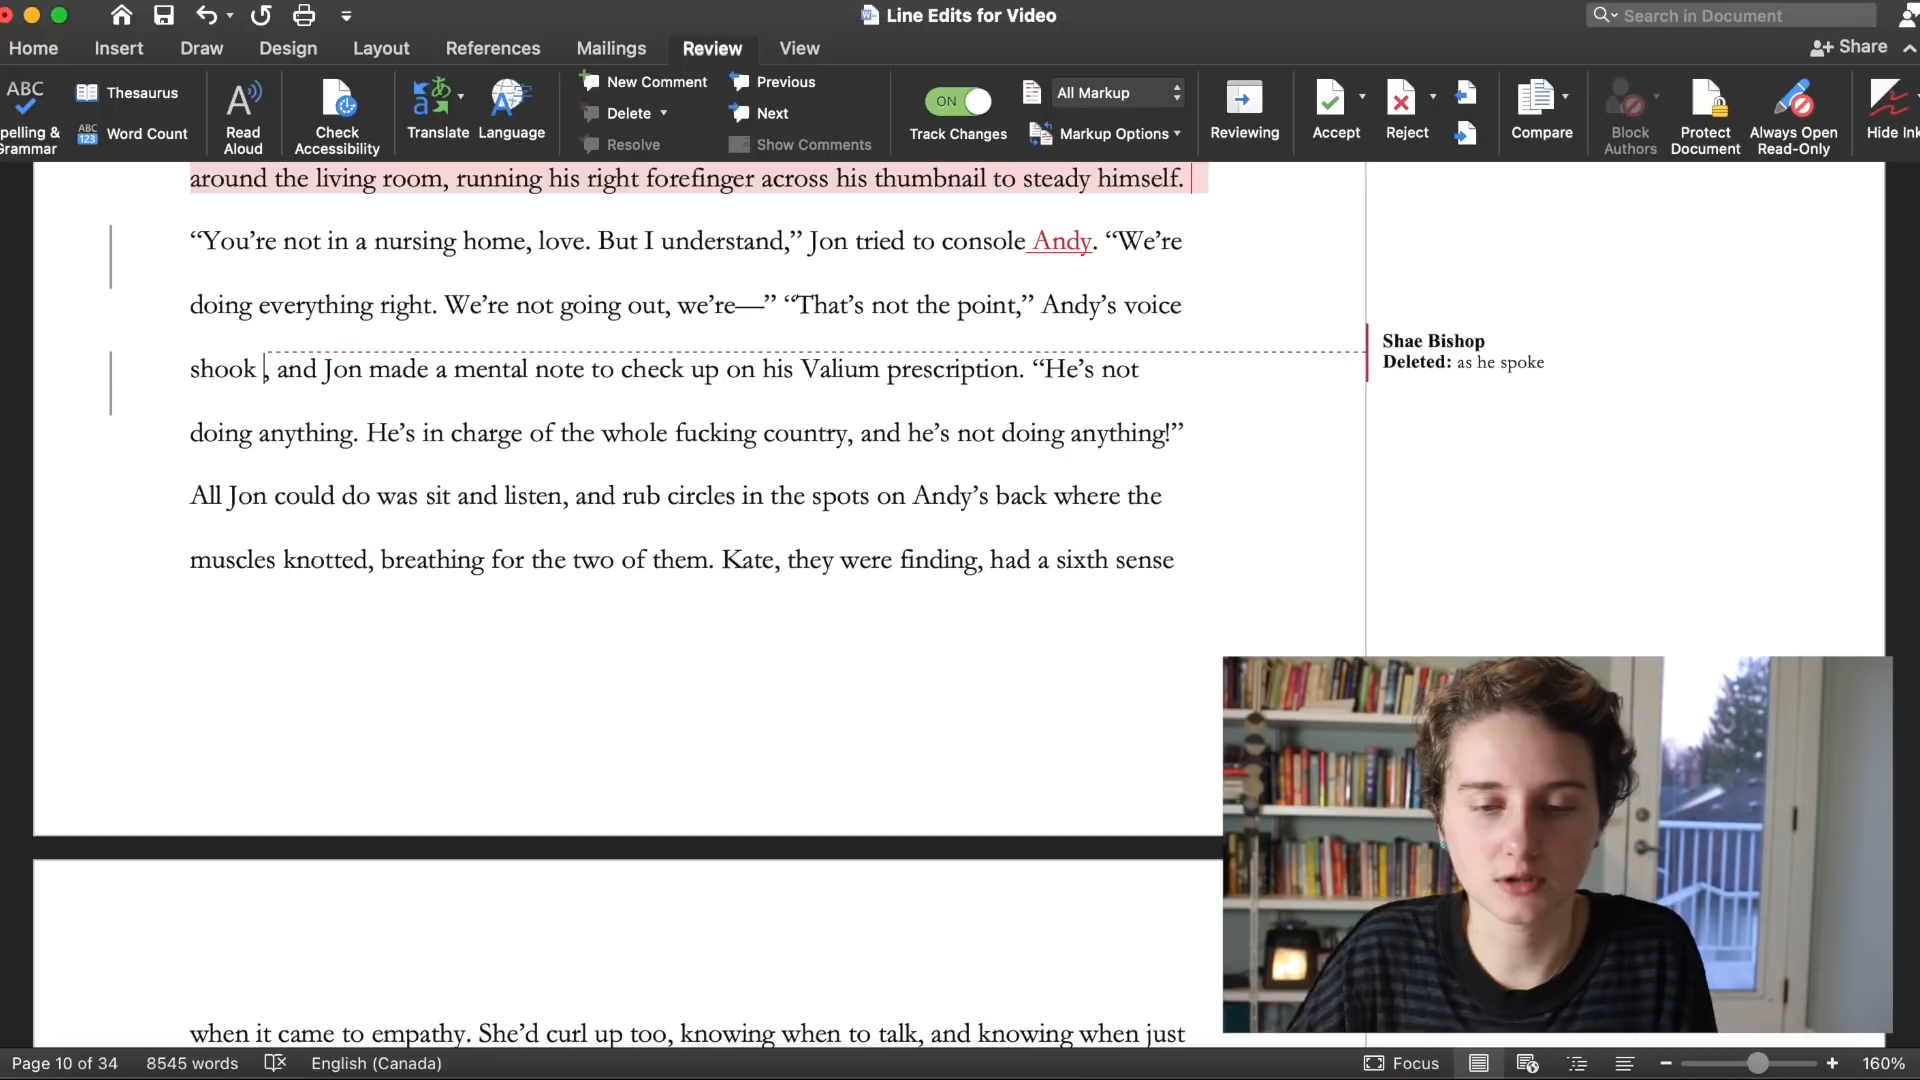 Line Edits for Video
Search in Document
Home Insert Draw Design Layout References Mailings Review View Share
ABC pelling & Grammar
Thesaurus
ABC 123 Word Count
A Read Aloud
Check Accessibility
あ a Translate
A Language
New Comment
Delete
Resolve
Previous
Next
Show Comments
ON Track Changes
All Markup
Markup Options
Reviewing
Accept
Reject
Compare
Block Authors
Protect Document
Always Open Read-Only
Hide Ink
around the living room, running his right forefinger across his thumbnail to steady himself.
“You’re not in a nursing home, love. But I understand,” Jon tried to console Andy. “We’re
doing everything right. We’re not going out, we’re—” “That’s not the point,” Andy’s voice
shook , and Jon made a mental note to check up on his Valium prescription. “He’s not
doing anything. He’s in charge of the whole fucking country, and he’s not doing anything!”
All Jon could do was sit and listen, and rub circles in the spots on Andy’s back where the
muscles knotted, breathing for the two of them. Kate, they were finding, had a sixth sense
Shae Bishop
Deleted: as he spoke
when it came to empathy. She’d curl up too, knowing when to talk, and knowing when just
Page 10 of 34 8545 words English (Canada) Focus 160%